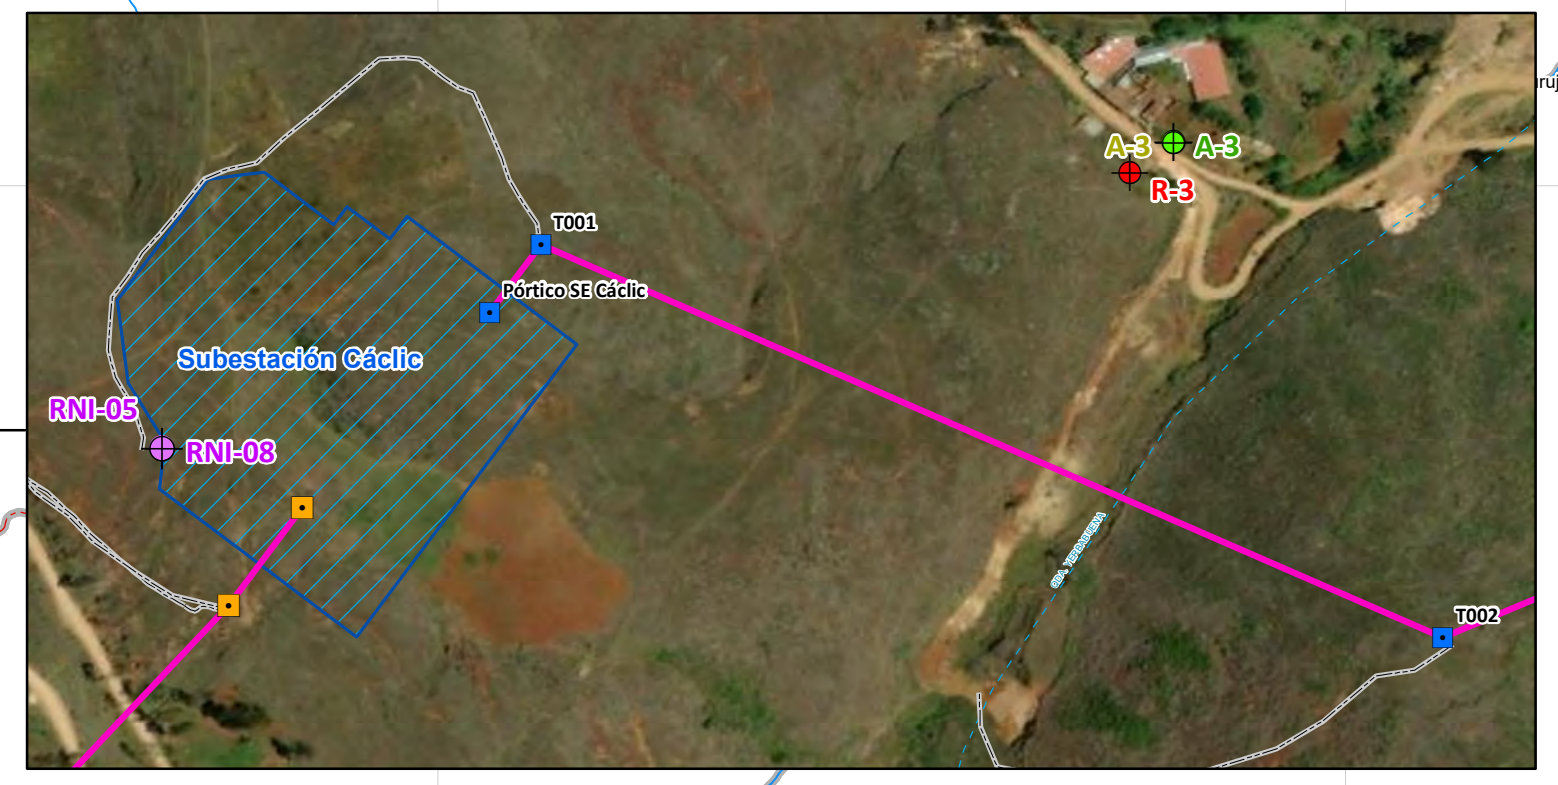 A-3
A-3
R-3
T001
Pórtico SE Cáclic
Subestación Cáclic
RNI-05
RNI-08
QDA. YERBABUENA
T002